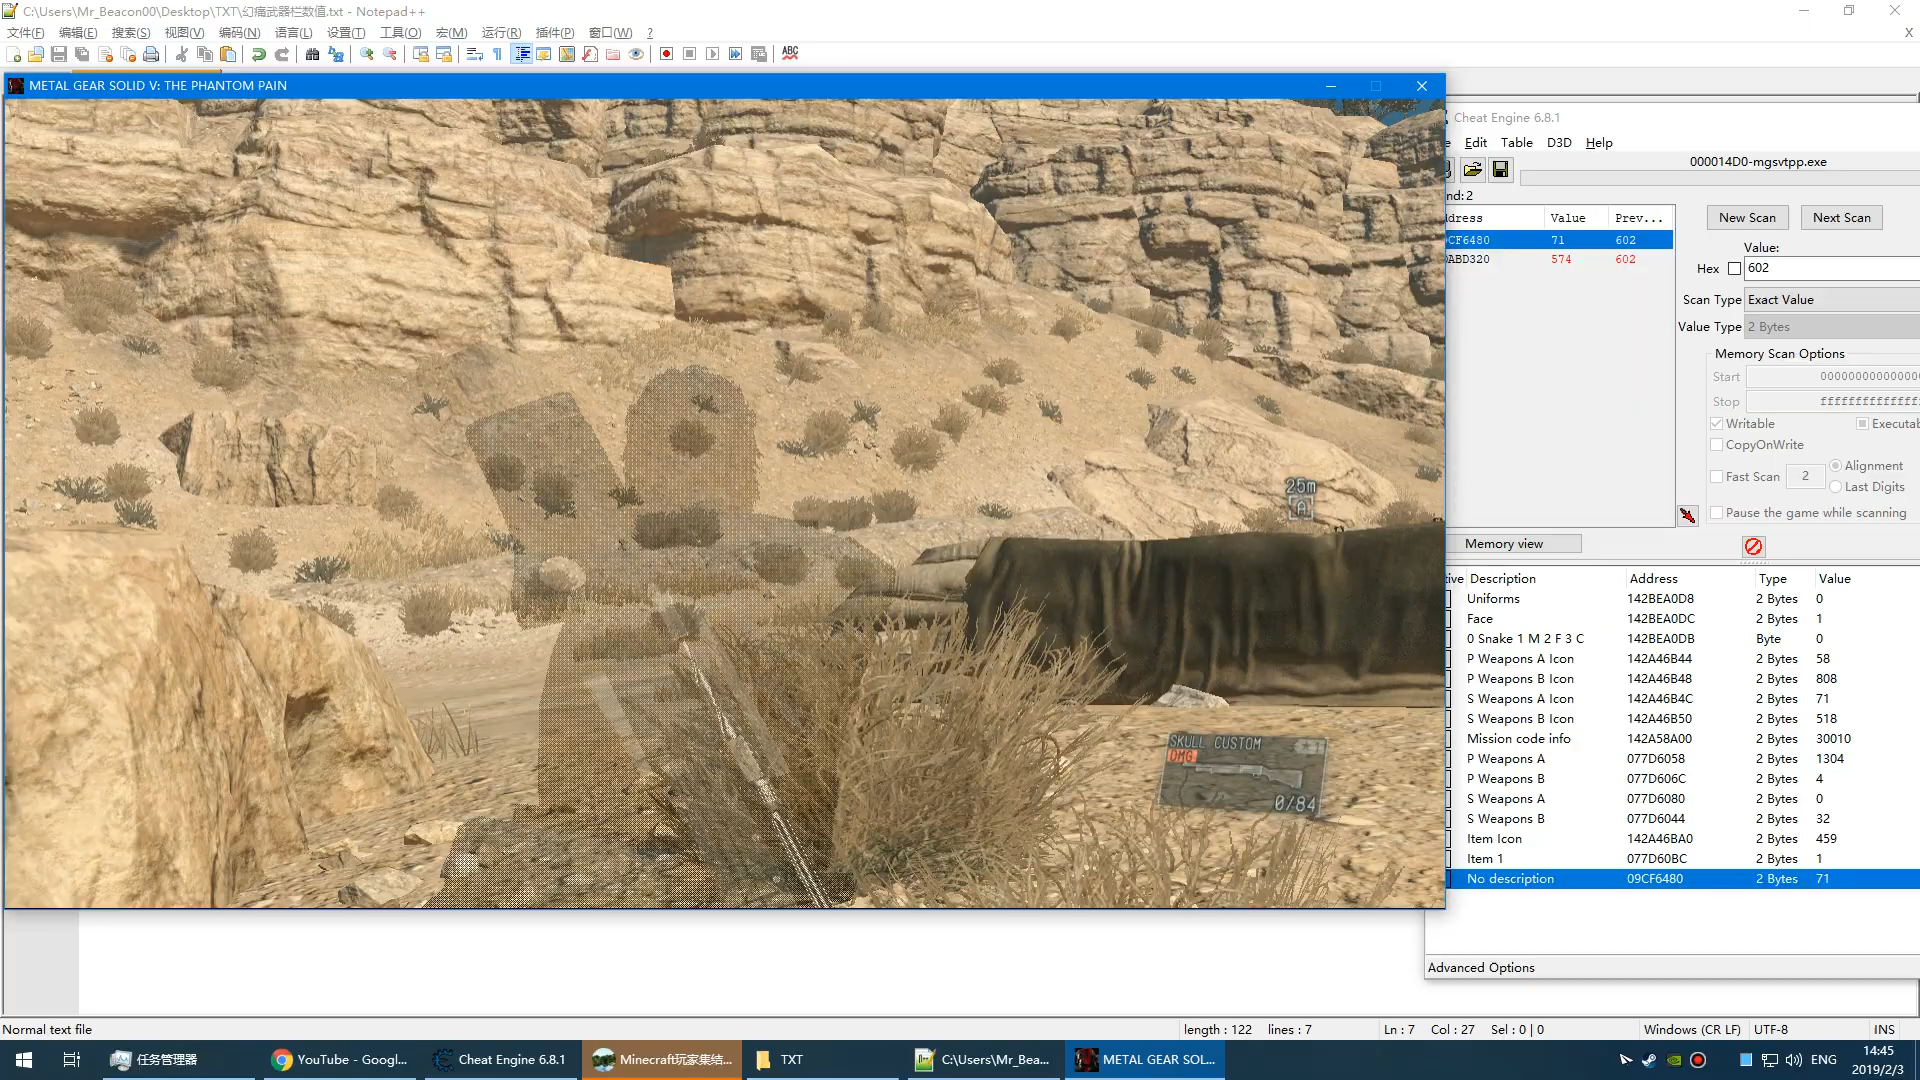 C:\Users\Mr_Beacon00\Desktop\TXT\幻痛武器栏数值.txt - Notepad++
文件(F) 编辑(E) 搜索(S) 视图(V) 编码(N) 语言(L) 设置(T) 工具(O) 宏(M) 运行(R) 插件(P) 窗口(W) ? X
ABC
METAL GEAR SOLID V: THE PHANTOM PAIN
Cheat Engine 6.8.1
e Edit Table D3D Help
000014D0-mgsvtpp.exe
nd:2
dress Value Prev...
CF6480 71 602
ABD320 574 602
New Scan Next Scan
Value:
Hex 602
Scan Type Exact Value
Value Type 2 Bytes
Memory Scan Options
Start 0000000000000
Stop fffffffffffff
Writable Executab
CopyOnWrite
Fast Scan 2 Alignment
Last Digits
Pause the game while scanning
Memory view
25m
A
SKULL CUSTOM
DMG
0/84
ive Description Address Type Value
Uniforms 142BEA0D8 2 Bytes 0
Face 142BEA0DC 2 Bytes 1
0 Snake 1 M 2 F 3 C 142BEA0DB Byte 0
P Weapons A Icon 142A46B44 2 Bytes 58
P Weapons B Icon 142A46B48 2 Bytes 808
S Weapons A Icon 142A46B4C 2 Bytes 71
S Weapons B Icon 142A46B50 2 Bytes 518
Mission code info 142A58A00 2 Bytes 30010
P Weapons A 077D6058 2 Bytes 1304
P Weapons B 077D606C 2 Bytes 4
S Weapons A 077D6080 2 Bytes 0
S Weapons B 077D6044 2 Bytes 32
Item Icon 142A46BA0 2 Bytes 459
Item 1 077D60BC 2 Bytes 1
No description 09CF6480 2 Bytes 71
Advanced Options
Normal text file length : 122 lines : 7 Ln : 7 Col : 27 Sel : 0 | 0 Windows (CR LF) UTF-8 INS
任务管理器 YouTube - Googl... Cheat Engine 6.8.1 Minecraft玩家集结... TXT C:\Users\Mr_Bea... METAL GEAR SOL... ENG
14:45
2019/2/3